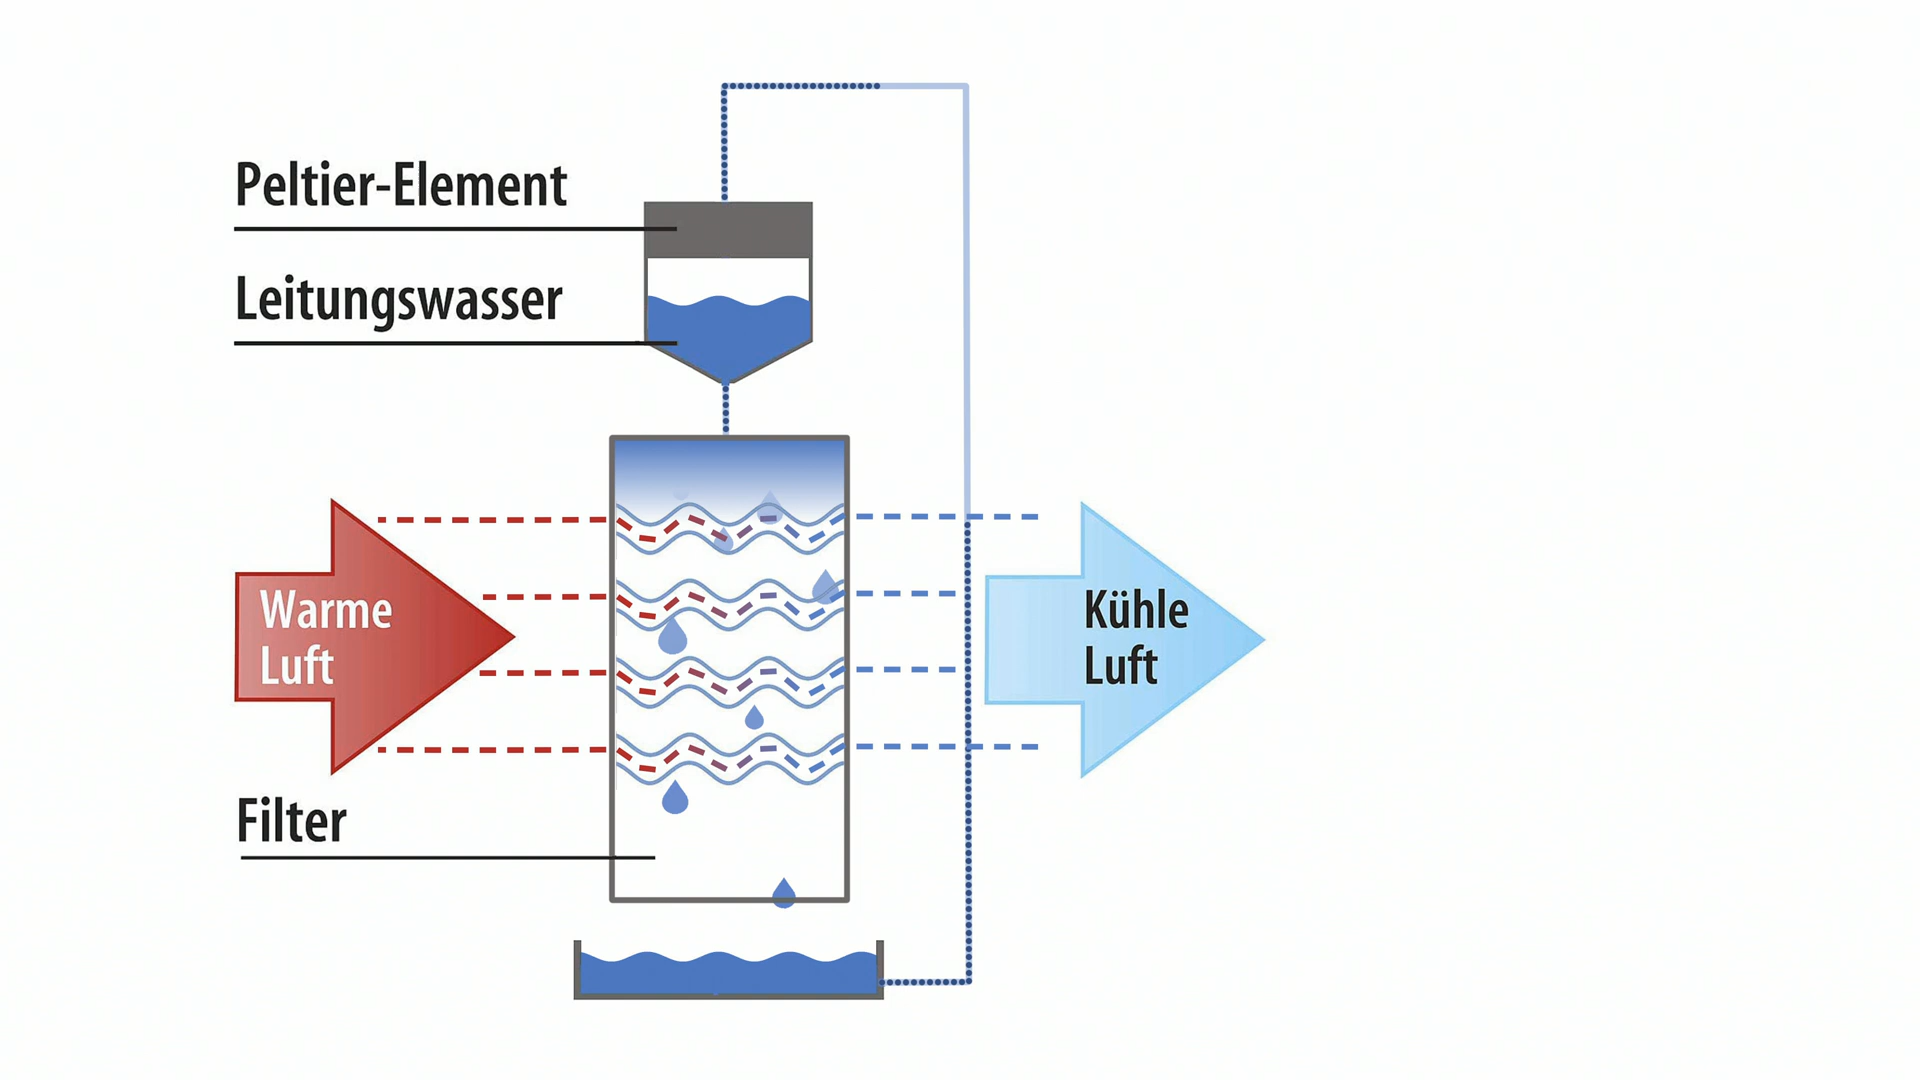 Peltier-Element
Leitungswasser
Warme
Luft
Kühle
Luft
Filter